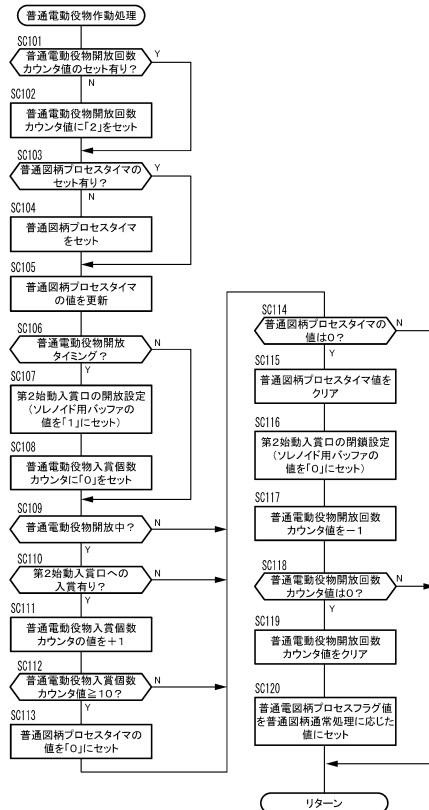 普通電動役物作動処理
SC101
普通電動役物開放回数
カウンタ値のセット有り?
Y
N
SC102
普通電動役物開放回数
カウンタ値に「2」をセット
SC103
普通図柄プロセスタイマの
セット有り?
Y
N
SC104
普通図柄プロセスタイマ
をセット
SC105
普通図柄プロセスタイマ
の値を更新
SC106
普通電動役物開放
タイミング?
N
Y
SC107
第2始動入賞口の開放設定
(ソレノイド用バッファの
値を「1」にセット)
SC108
普通電動役物入賞個数
カウンタに「0」をセット
SC109
普通電動役物開放中?
N
Y
SC110
第2始動入賞口への
入賞有り?
N
Y
SC111
普通電動役物入賞個数
カウンタの値を+1
SC112
普通電動役物入賞個数
カウンタ値≧10?
N
Y
SC113
普通図柄プロセスタイマの
値を「0」にセット
SC114
普通図柄プロセスタイマの
値は0?
N
Y
SC115
普通図柄プロセスタイマ値を
クリア
SC116
第2始動入賞口の閉鎖設定
(ソレノイド用バッファの
値を「0」にセット)
SC117
普通電動役物開放回数
カウンタ値を-1
SC118
普通電動役物開放回数
カウンタ値は0?
N
Y
SC119
普通電動役物開放回数
カウンタ値をクリア
SC120
普通電図柄プロセスフラグ値
を普通図柄通常処理に応じた
値にセット
リターン